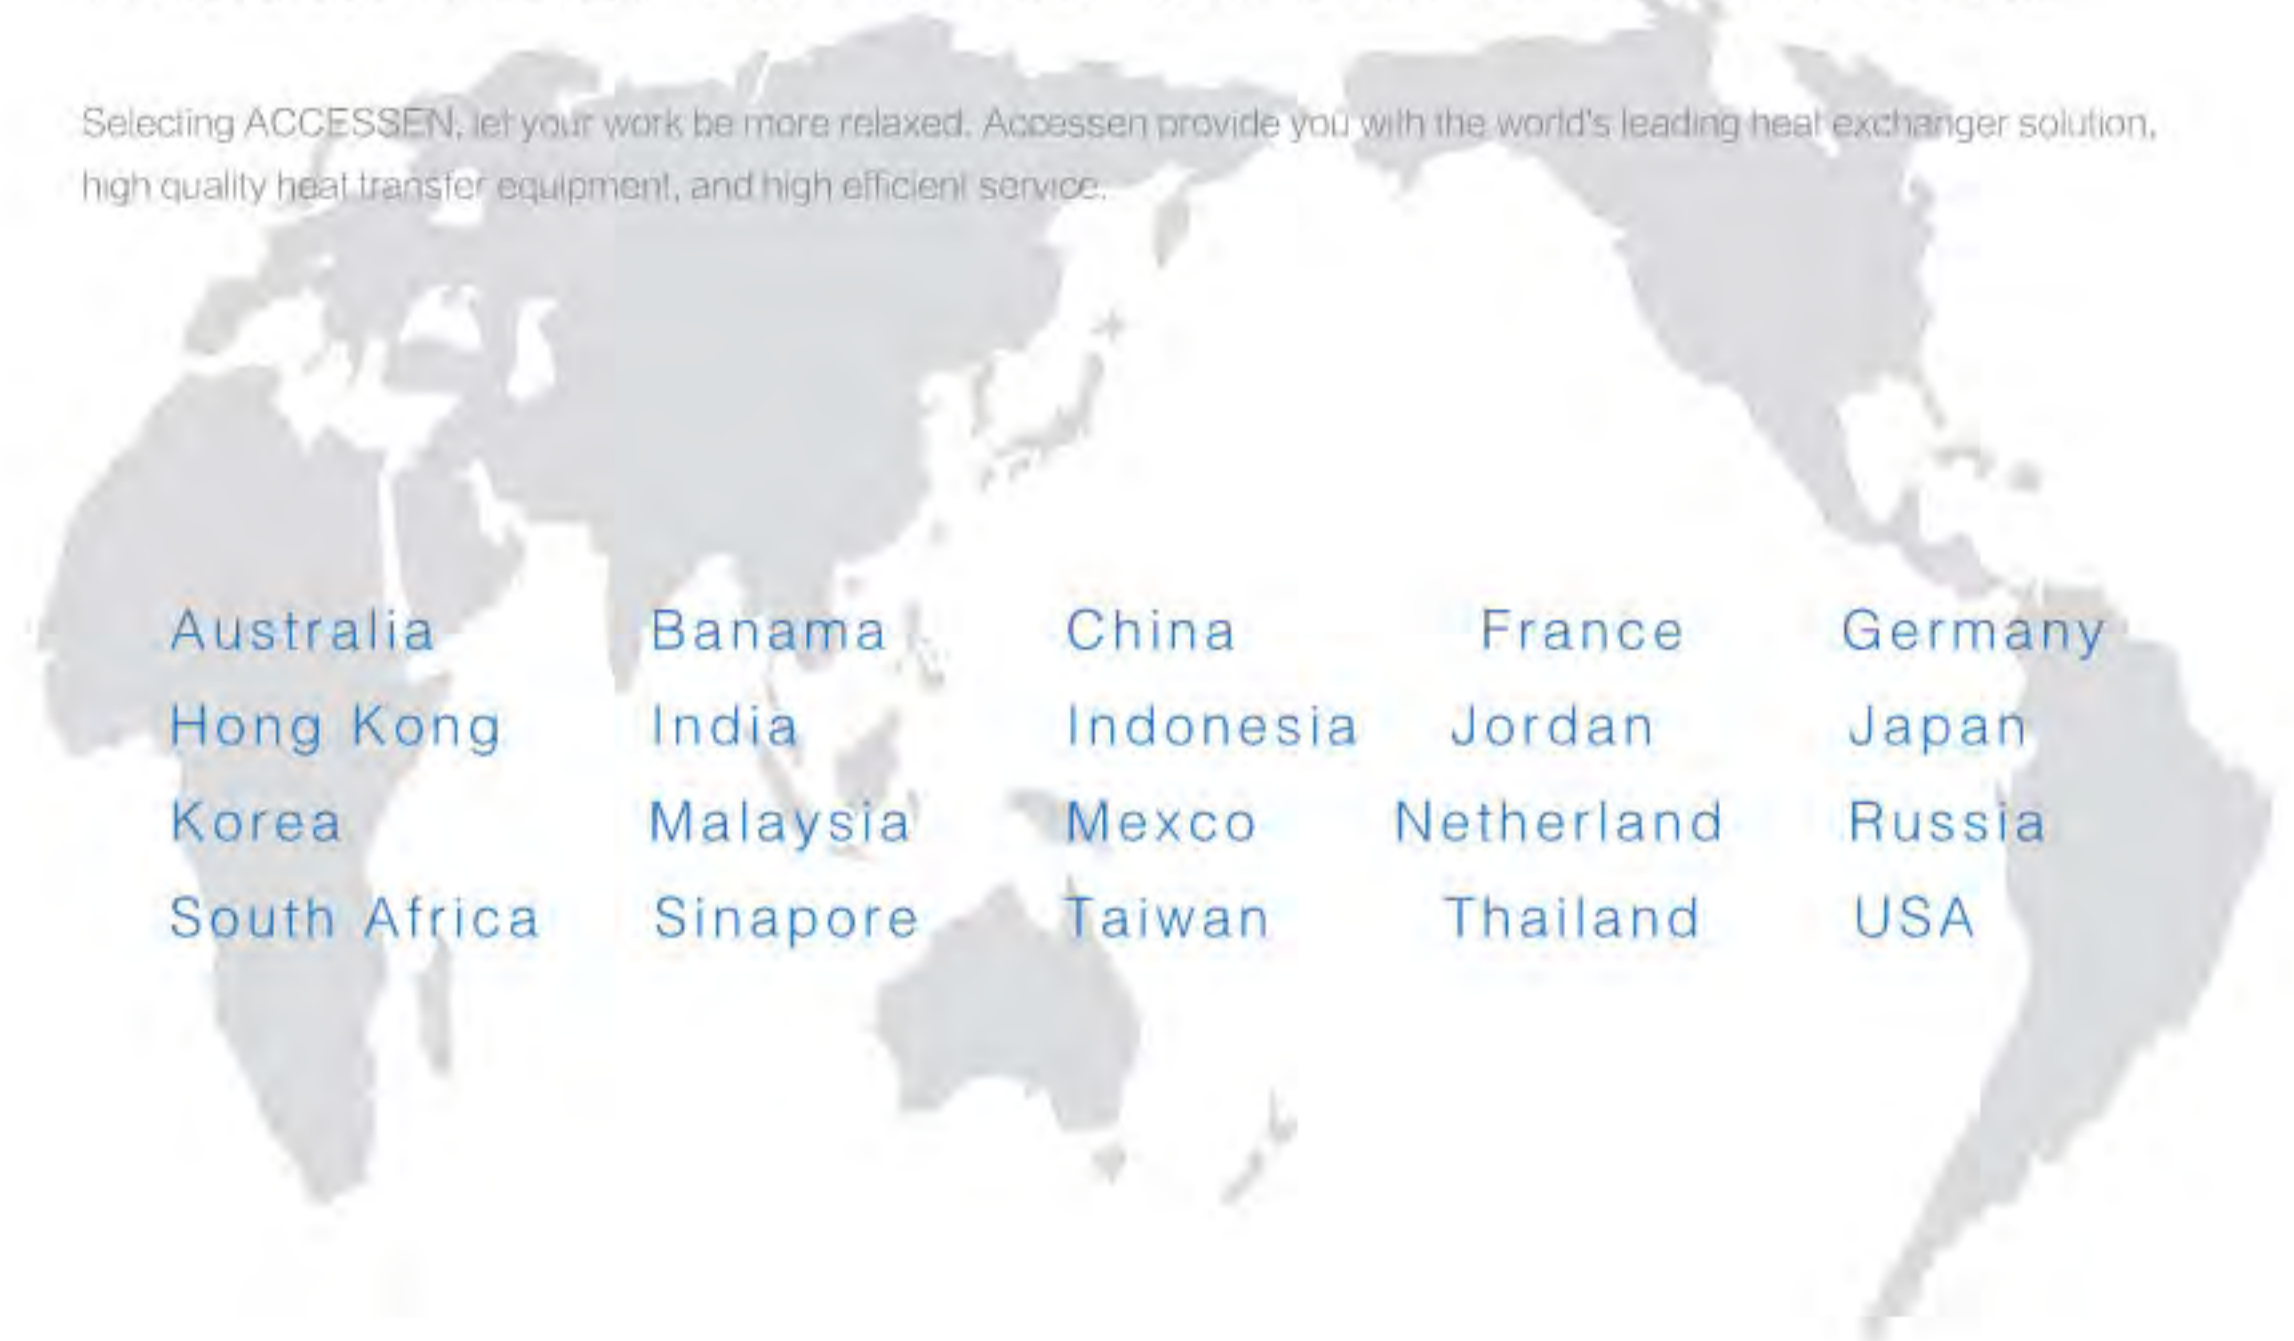 Selecting ACCESSEN, let your work be more relaxed. Accessen provide you with the world's leading heat exchanger solution,
high quality heat transfer equipment, and high efficient service.
Australia Banama China France Germany
Hong Kong India Indonesia Jordan Japan
Korea Malaysia Mexco Netherland Russia
South Africa Sinapore Taiwan Thailand USA